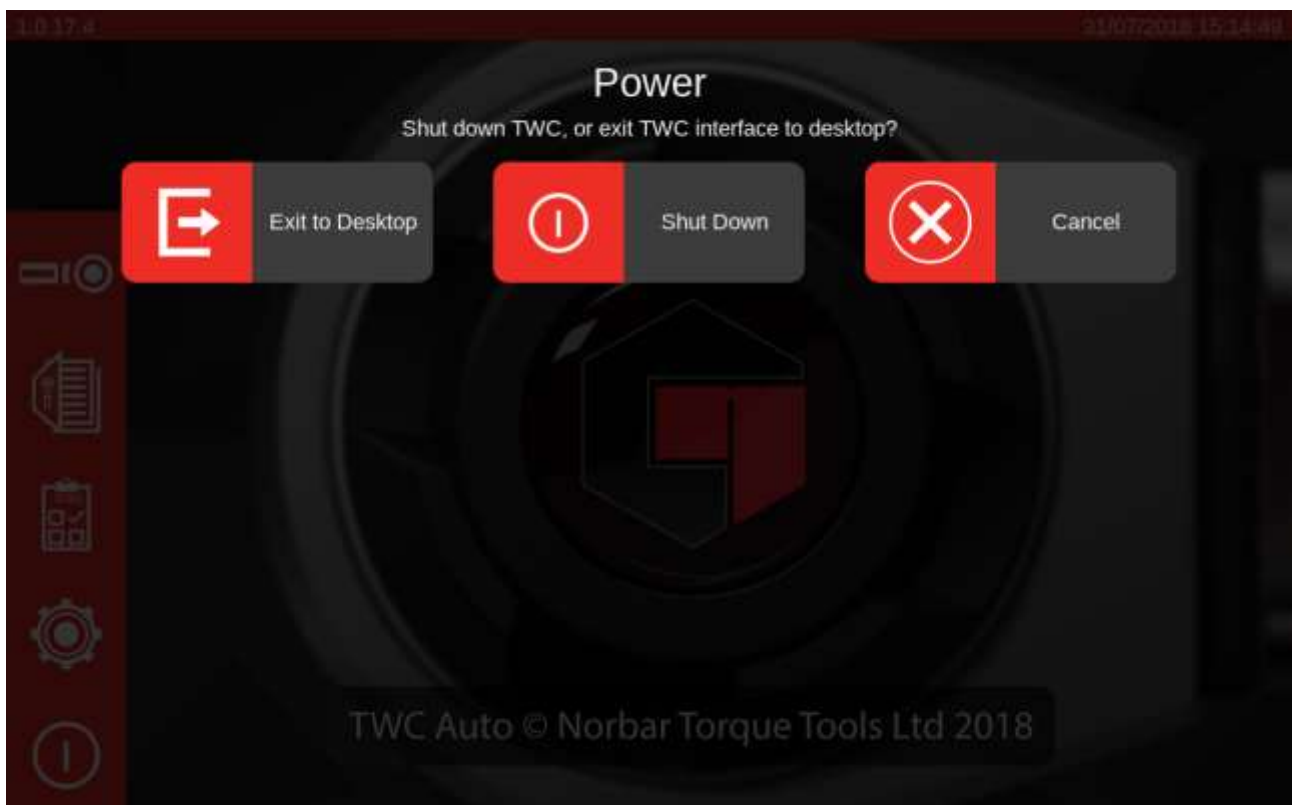 1.0.17.4
31/07/2018 15:14:49
Power
Shut down TWC, or exit TWC interface to desktop?
Exit to Desktop
Shut Down
Cancel
TWC Auto © Norbar Torque Tools Ltd 2018